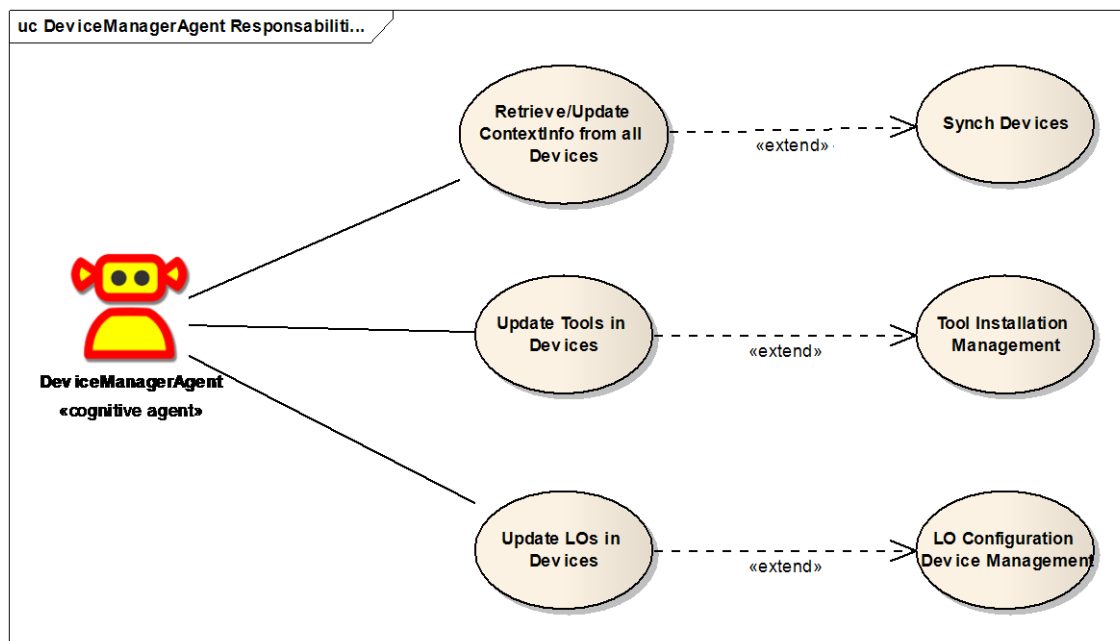 uc DeviceManagerAgent Responsabiliti...
Retrieve/Update
ContextInfo from all
Devices
«extend»
Synch Devices
DeviceManagerAgent
«cognitive agent»
Update Tools in
Devices
«extend»
Tool Installation
Management
Update LOs in
Devices
«extend»
LO Configuration
Device Management